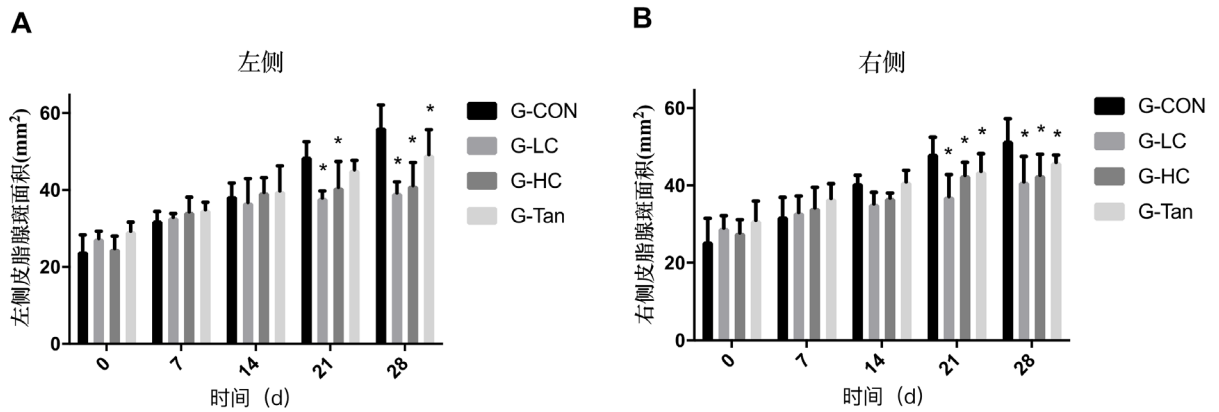 A
左侧
左侧皮脂腺斑面积(mm²)
60
40
20
0
* * * * *
0 7 14 21 28
时间 (d)
G-CON
G-LC
G-HC
G-Tan
B
右侧
右侧皮脂腺斑面积(mm²)
60
40
20
0
* * * * * *
0 7 14 21 28
时间 (d)
G-CON
G-LC
G-HC
G-Tan